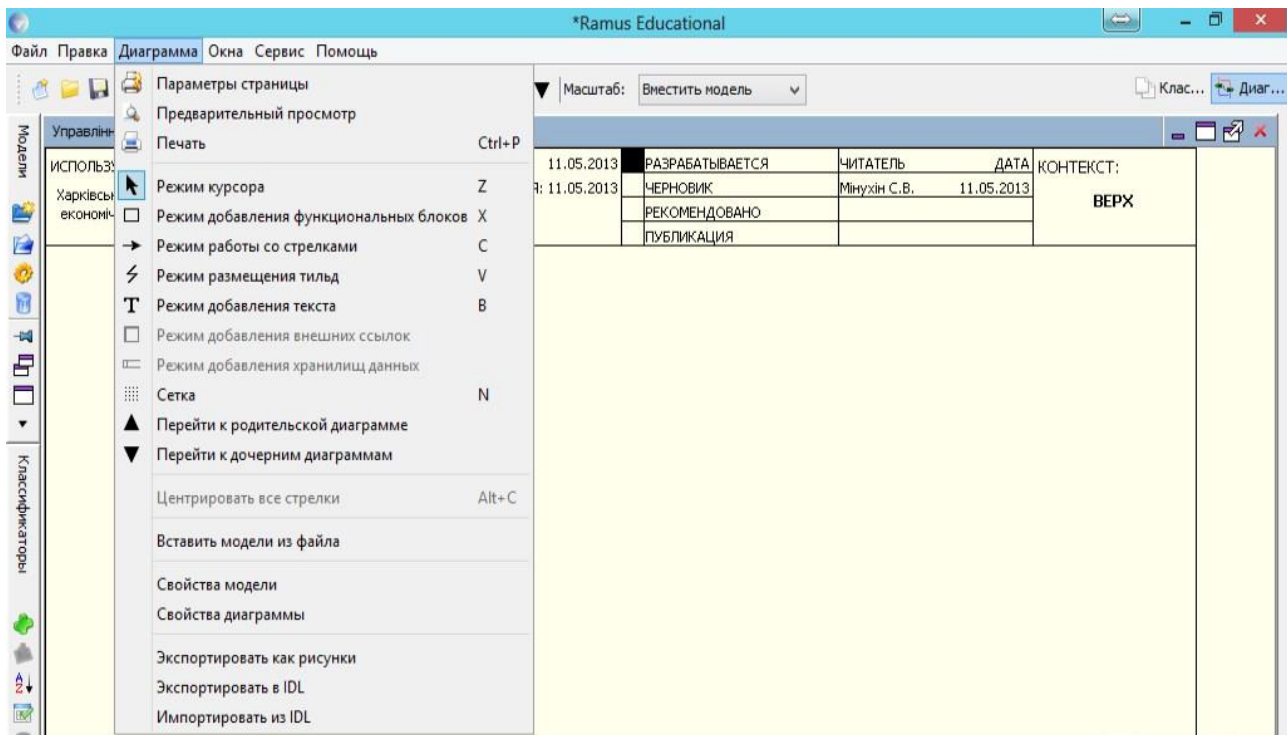 *Ramus Educational
Файл Правка Диаграмма Окна Сервис Помощь
Масштаб: Вместить модель
Клас... Диаг...
Модели
Классификаторы
Параметры страницы
Предварительный просмотр
Печать Ctrl+P
Режим курсора Z
Режим добавления функциональных блоков X
Режим работы со стрелками C
Режим размещения тильд V
Режим добавления текста B
Режим добавления внешних ссылок
Режим добавления хранилищ данных
Сетка N
Перейти к родительской диаграмме
Перейти к дочерним диаграммам
Центрировать все стрелки Alt+C
Вставить модели из файла
Свойства модели
Свойства диаграммы
Экспортировать как рисунки
Экспортировать в IDL
Импортировать из IDL
11.05.2013 РАЗРАБАТЫВАЕТСЯ ЧИТАТЕЛЬ ДАТА КОНТЕКСТ:
11.05.2013 ЧЕРНОВИК Мінухін С.В. 11.05.2013
ВЕРХ
РЕКОМЕНДОВАНО
ПУБЛИКАЦИЯ